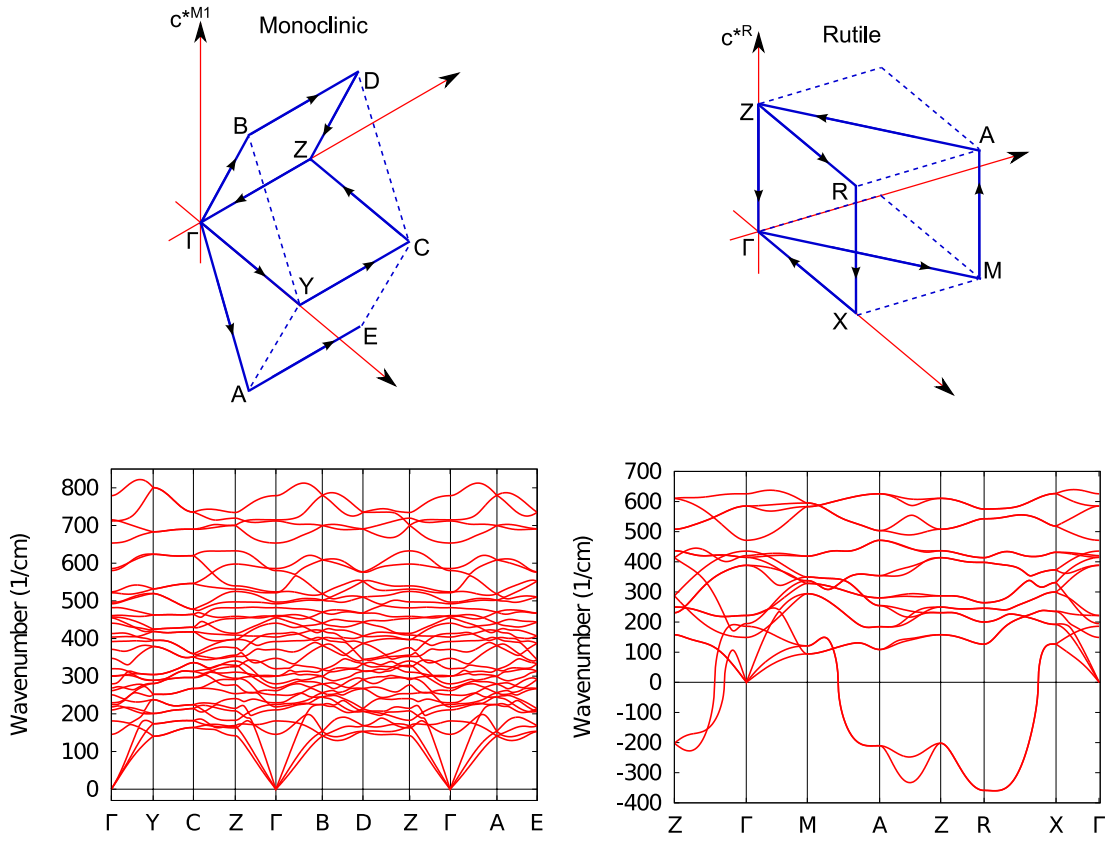 c*M1
Monoclinic
D
B
Z
Γ
C
Y
E
A
c*R
Rutile
Z
A
R
Γ
M
X
Wavenumber (1/cm)
800
700
600
500
400
300
200
100
0
Γ Y C Z Γ B D Z Γ A E
Wavenumber (1/cm)
700
600
500
400
300
200
100
0
-100
-200
-300
-400
Z Γ M A Z R X Γ